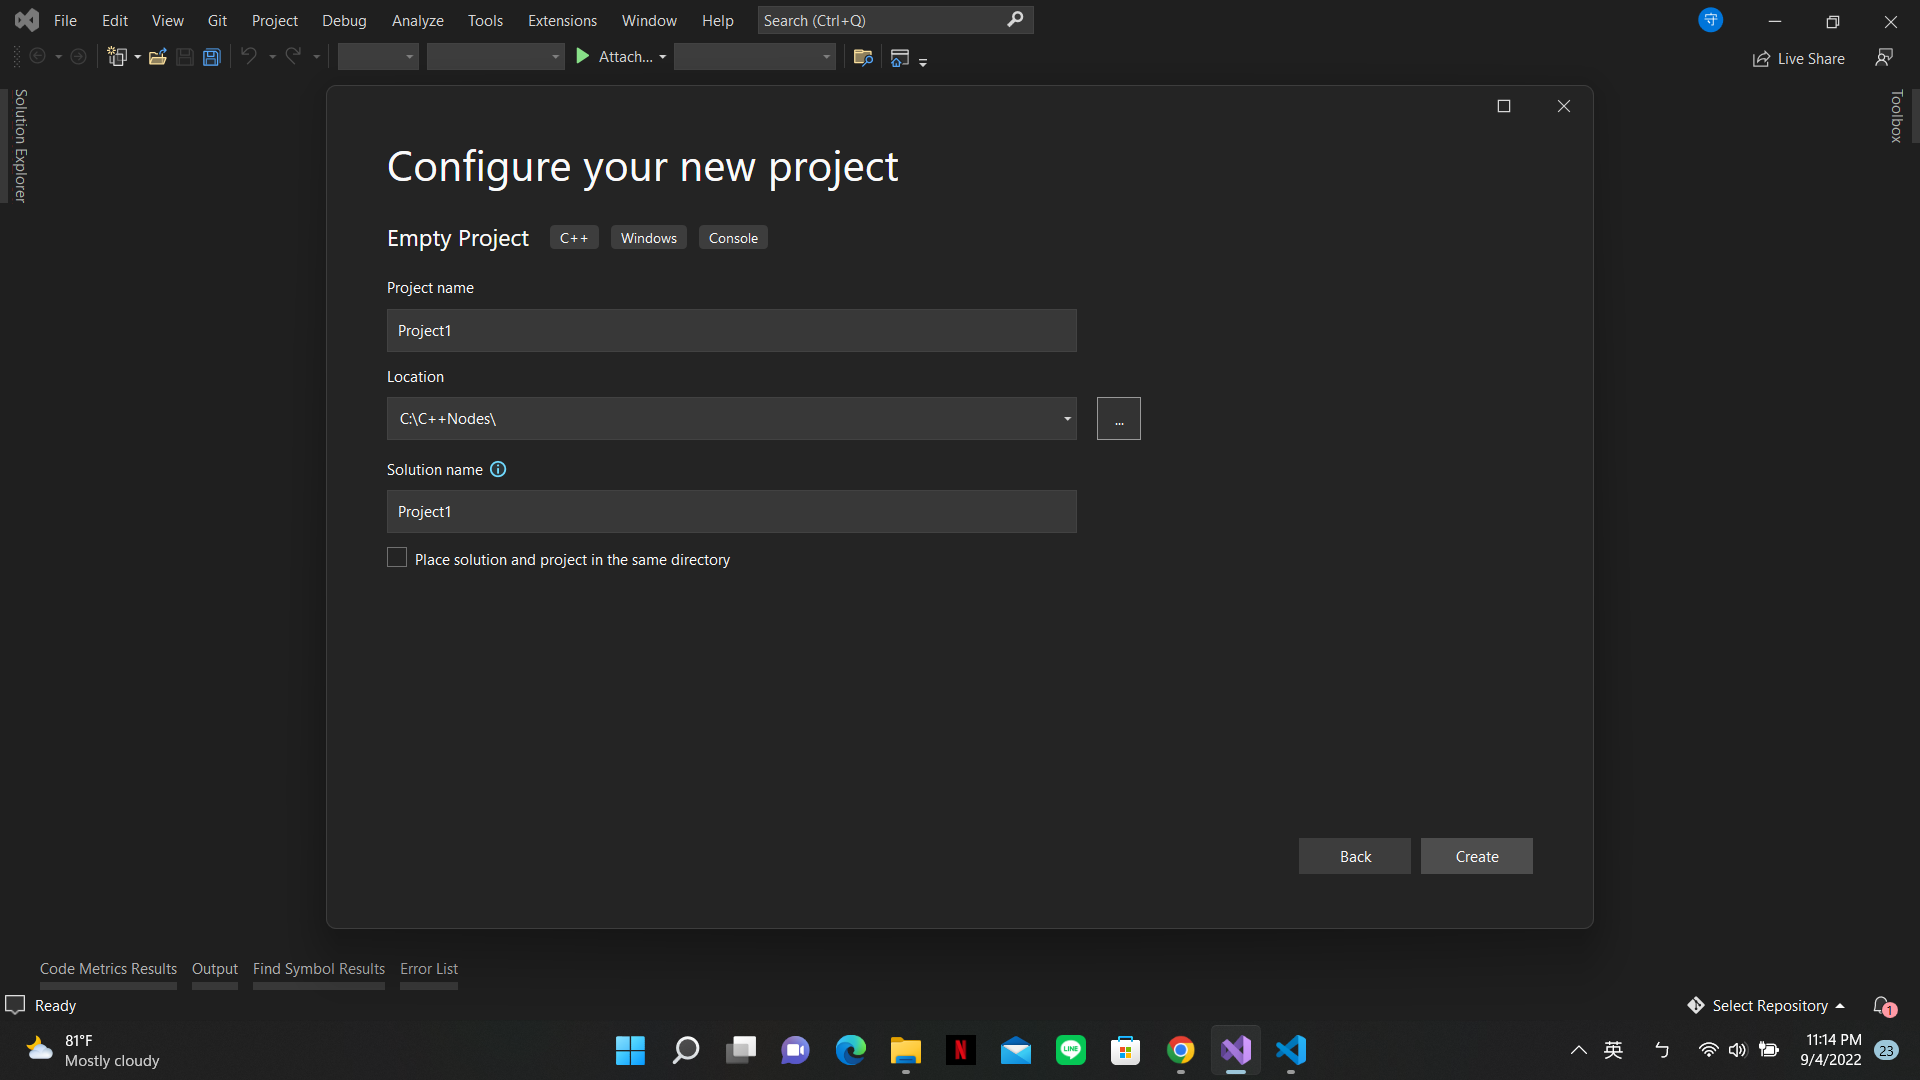 File Edit View Git Project Debug Analyze Tools Extensions Window Help Search (Ctrl+Q) 守
Attach... Live Share
Solution Explorer
Toolbox
Configure your new project
Empty Project C++ Windows Console
Project name
Project1
Location
C:\C++Nodes\
...
Solution name
Project1
Place solution and project in the same directory
Back Create
Code Metrics Results Output Find Symbol Results Error List
Ready Select Repository 1
81°F
Mostly cloudy
N
LINE
英 ㄅ
11:14 PM
9/4/2022 23